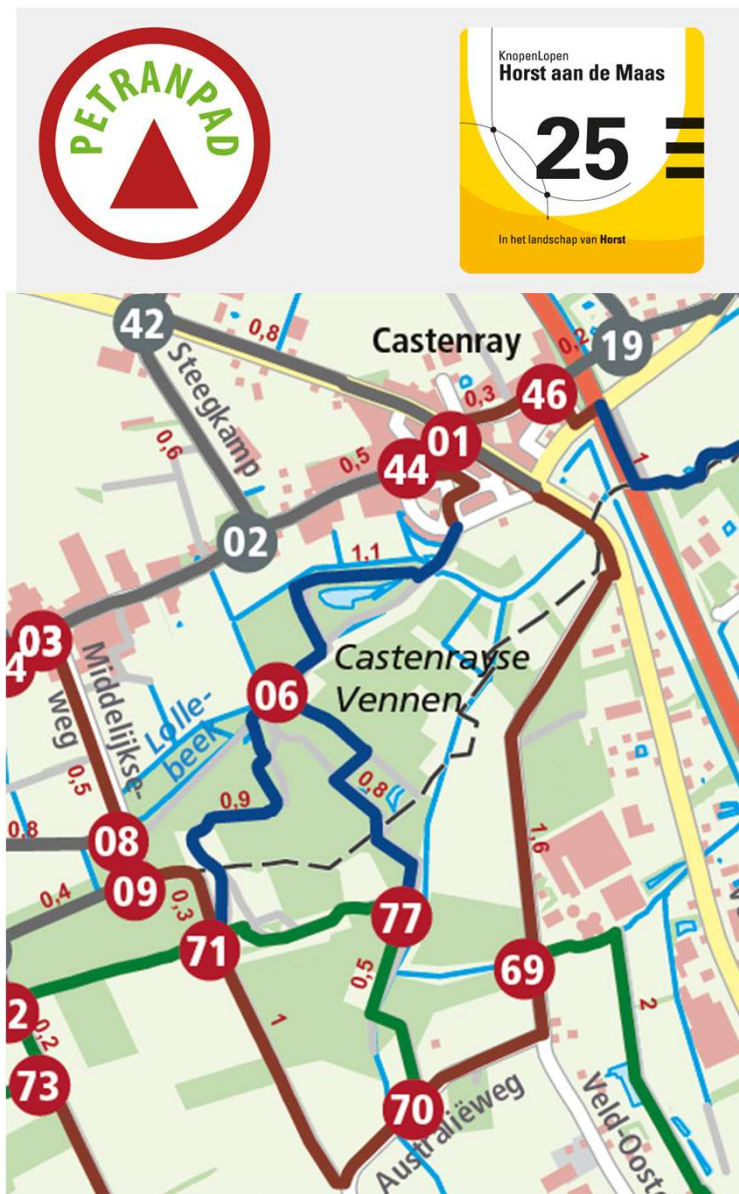 PETRANPAD
KnopenLopen
Horst aan de Maas
25
In het landschap van Horst
42
0,8
Castenray
0,2
19
Steegkamp
0,3
46
0,6
01
0,5
44
1
02
1,1
03
4
Middelijkse-
weg
Castenrayse
Vennen
06
Lolle-
beek
0,5
0,9
0,8
0,8
08
1,6
09
0,4
0,3
77
71
69
0,5
2
1
2
0,2
73
70
Australiëweg
Veld-Oost